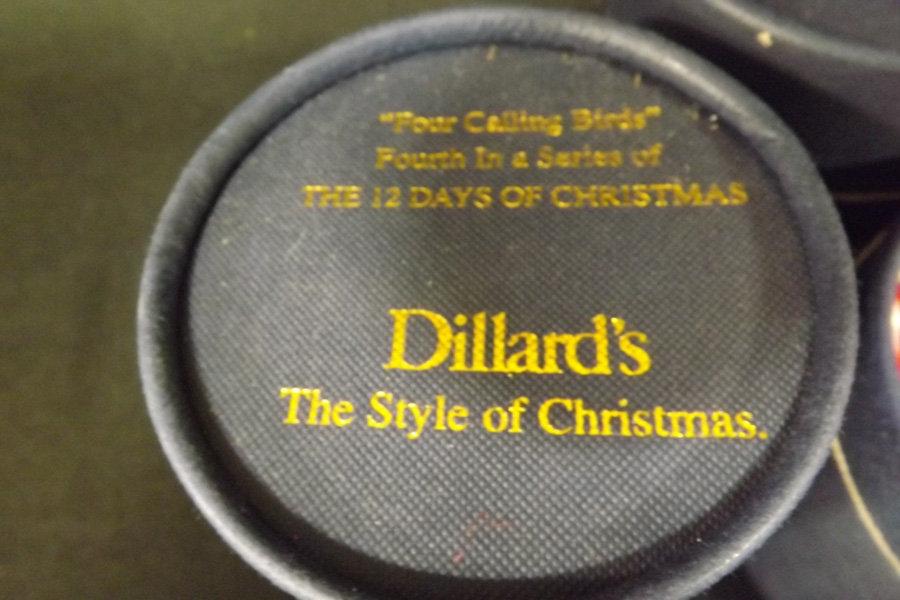 "Four Calling Birds"
Fourth In a Series of
THE 12 DAYS OF CHRISTMAS
Dillard's
The Style of Christmas.